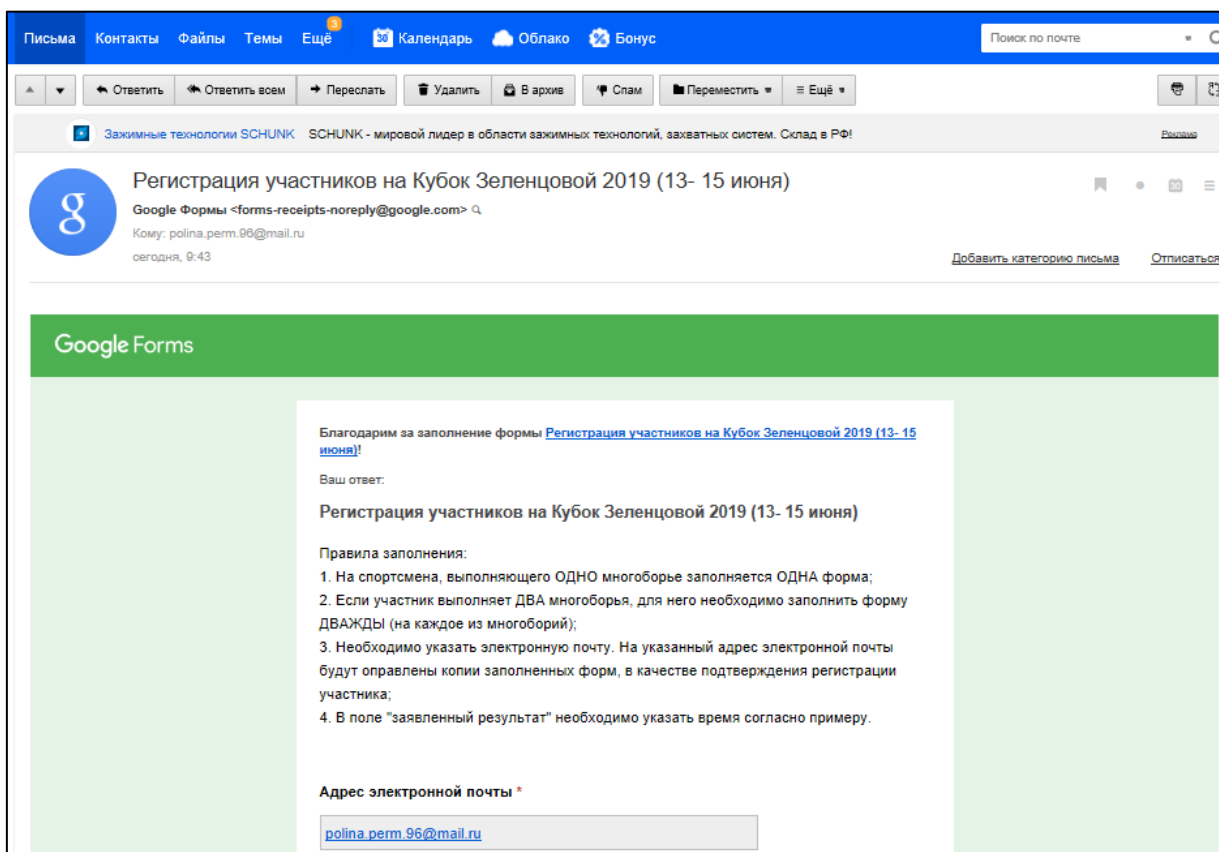 Письма Контакты Файлы Темы Ещё 3 30 Календарь Облако Бонус Поиск по почте
Ответить Ответить всем Переслать Удалить В архив Спам Переместить Ещё
Зажимные технологии SCHUNK SCHUNK - мировой лидер в области зажимных технологий, захватных систем. Склад в РФ! Реклама
g
Регистрация участников на Кубок Зеленцовой 2019 (13- 15 июня)
30
Google Формы <forms-receipts-noreply@google.com>
Кому: polina.perm.96@mail.ru
сегодня, 9:43
Добавить категорию письма Отписаться
Google Forms
Благодарим за заполнение формы Регистрация участников на Кубок Зеленцовой 2019 (13- 15
июня)!
Ваш ответ:
Регистрация участников на Кубок Зеленцовой 2019 (13- 15 июня)
Правила заполнения:
1. На спортсмена, выполняющего ОДНО многоборье заполняется ОДНА форма;
2. Если участник выполняет ДВА многоборья, для него необходимо заполнить форму
ДВАЖДЫ (на каждое из многоборий);
3. Необходимо указать электронную почту. На указанный адрес электронной почты
будут оправлены копии заполненных форм, в качестве подтверждения регистрации
участника;
4. В поле "заявленный результат" необходимо указать время согласно примеру.
Адрес электронной почты *
polina.perm.96@mail.ru